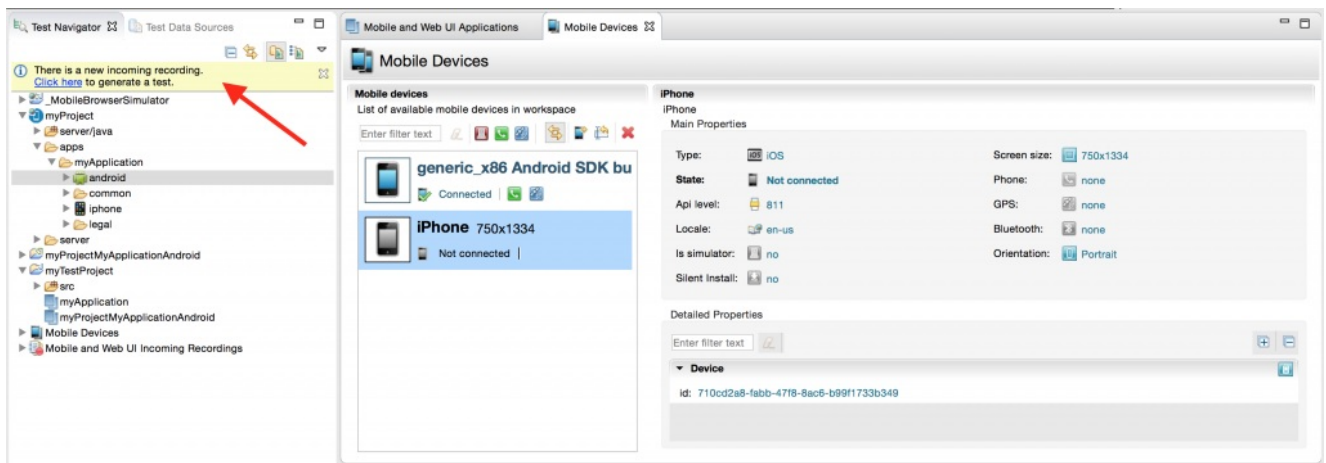 Test Navigator
Test Data Sources
There is a new incoming recording.
Click here to generate a test.
_MobileBrowserSimulator
myProject
server/java
apps
myApplication
android
common
iphone
legal
server
myProjectMyApplicationAndroid
myTestProject
src
myApplication
myProjectMyApplicationAndroid
Mobile Devices
Mobile and Web UI Incoming Recordings
Mobile and Web UI Applications
Mobile Devices
Mobile Devices
Mobile devices
List of available mobile devices in workspace
Enter filter text
generic_x86 Android SDK bu
Connected
iPhone 750x1334
Not connected
iPhone
iPhone
Main Properties
Type: iOS
Screen size: 750x1334
State: Not connected
Phone: none
Api level: 811
GPS: none
Locale: en-us
Bluetooth: none
Is simulator: no
Orientation: Portrait
Silent Install: no
Detailed Properties
Enter filter text
Device
id: 710cd2a8-fabb-47f8-8ac6-b99f1733b349